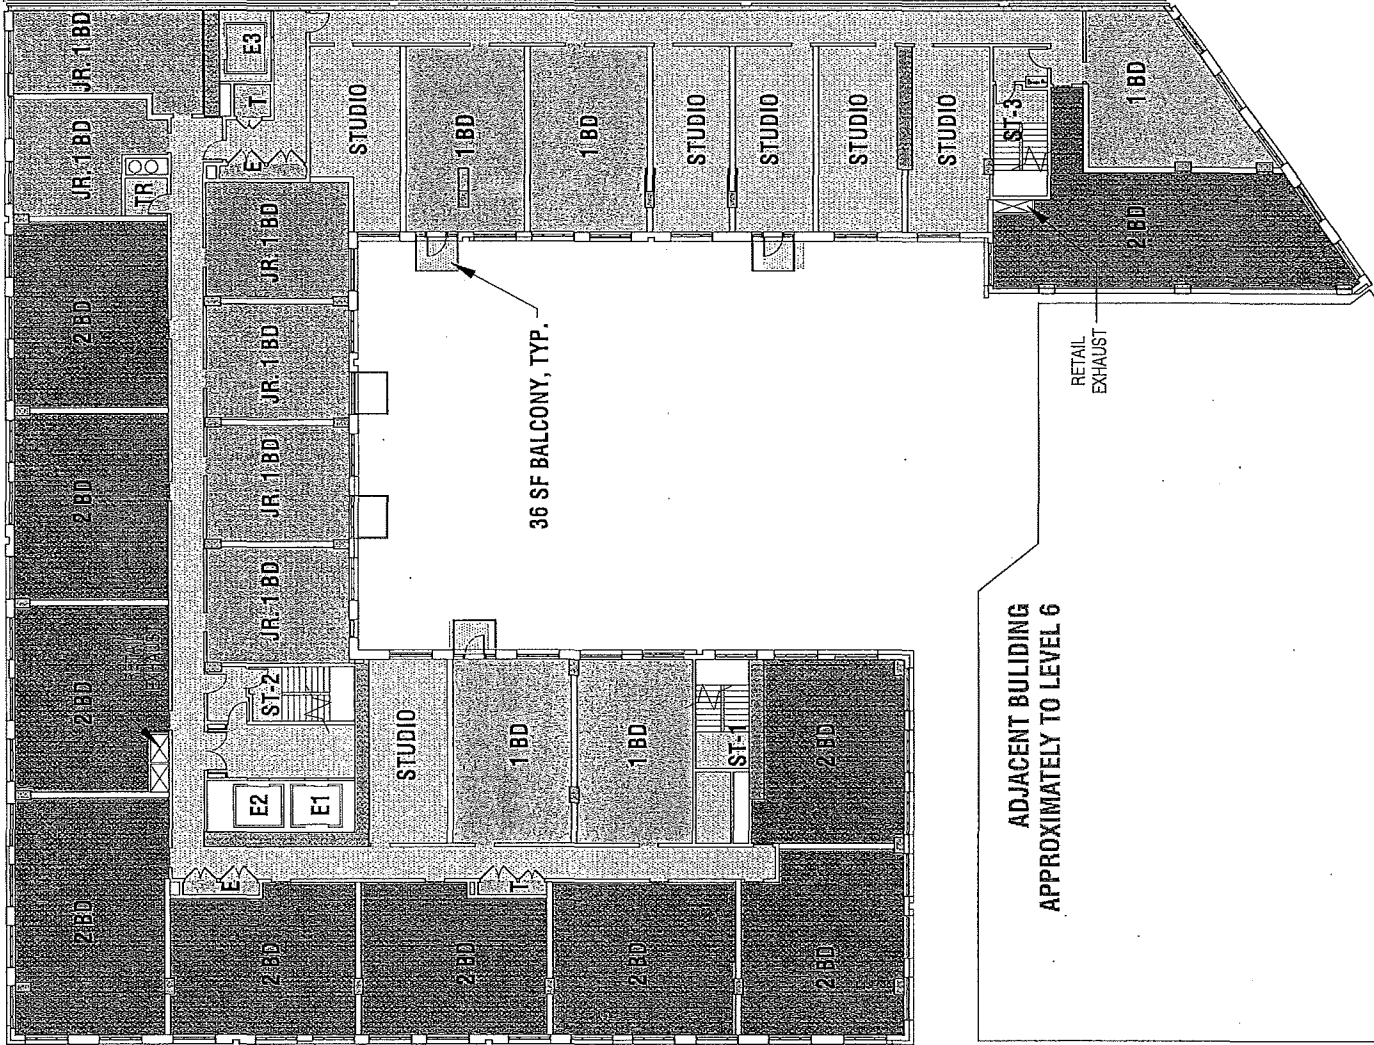 JR. 1 BD
E3
T
JR. 1 BD
TR
E
STUDIO
1 BD
1 BD
STUDIO
STUDIO
STUDIO
STUDIO
ST-3
1 BD
2 BD
2 BD
2 BD
2 BD
2 BD
JR. 1 BD
JR. 1 BD
JR. 1 BD
JR. 1 BD
ST-2
E2
E1
STUDIO
1 BD
1 BD
ST-1
2 BD
E
T
2 BD
2 BD
2 BD
2 BD
36 SF BALCONY, TYP.
RETAIL
EXHAUST
RETAIL
EXHAUST
ADJACENT BULIDING
APPROXIMATELY TO LEVEL 6